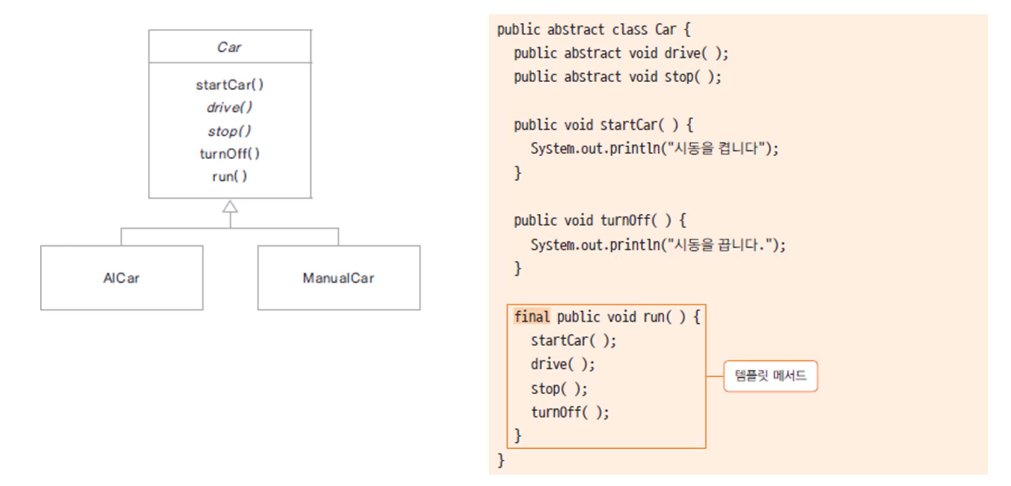 Car
startCar()
drive()
stop()
turnOff()
run()
AICar
ManualCar
public abstract class Car {
public abstract void drive( );
public abstract void stop( );
public void startCar( ) {
System.out.println("시동을 켭니다");
}
public void turnOff( ) {
System.out.println("시동을 끕니다.");
}
final public void run( ) {
startCar( );
drive( );
stop( );
turnOff( );
}
}
템플릿 메서드